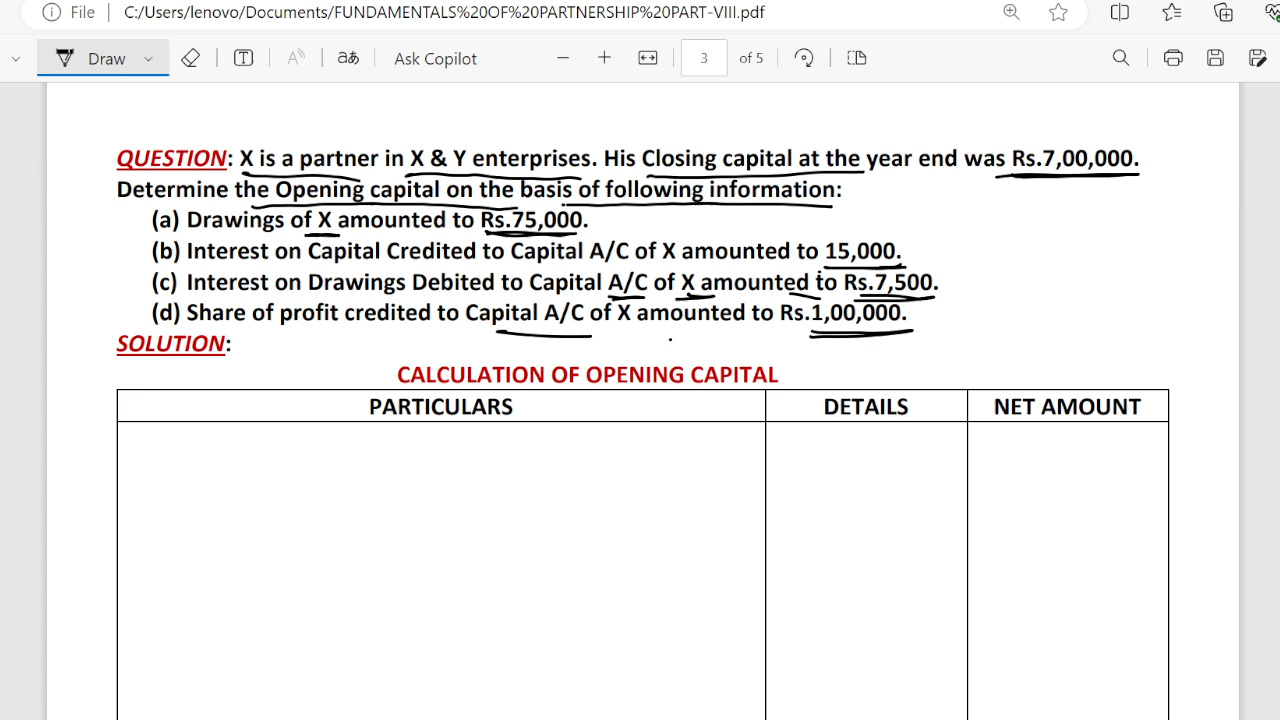 File | C:/Users/lenovo/Documents/FUNDAMENTALS%20OF%20PARTNERSHIP%20PART-VIII.pdf
Draw T A aあ Ask Copilot − + 3 of 5
QUESTION: X is a partner in X & Y enterprises. His Closing capital at the year end was Rs.7,00,000.
Determine the Opening capital on the basis of following information:
(a) Drawings of X amounted to Rs.75,000.
(b) Interest on Capital Credited to Capital A/C of X amounted to 15,000.
(c) Interest on Drawings Debited to Capital A/C of X amounted to Rs.7,500.
(d) Share of profit credited to Capital A/C of X amounted to Rs.1,00,000.
SOLUTION:
CALCULATION OF OPENING CAPITAL
PARTICULARS DETAILS NET AMOUNT